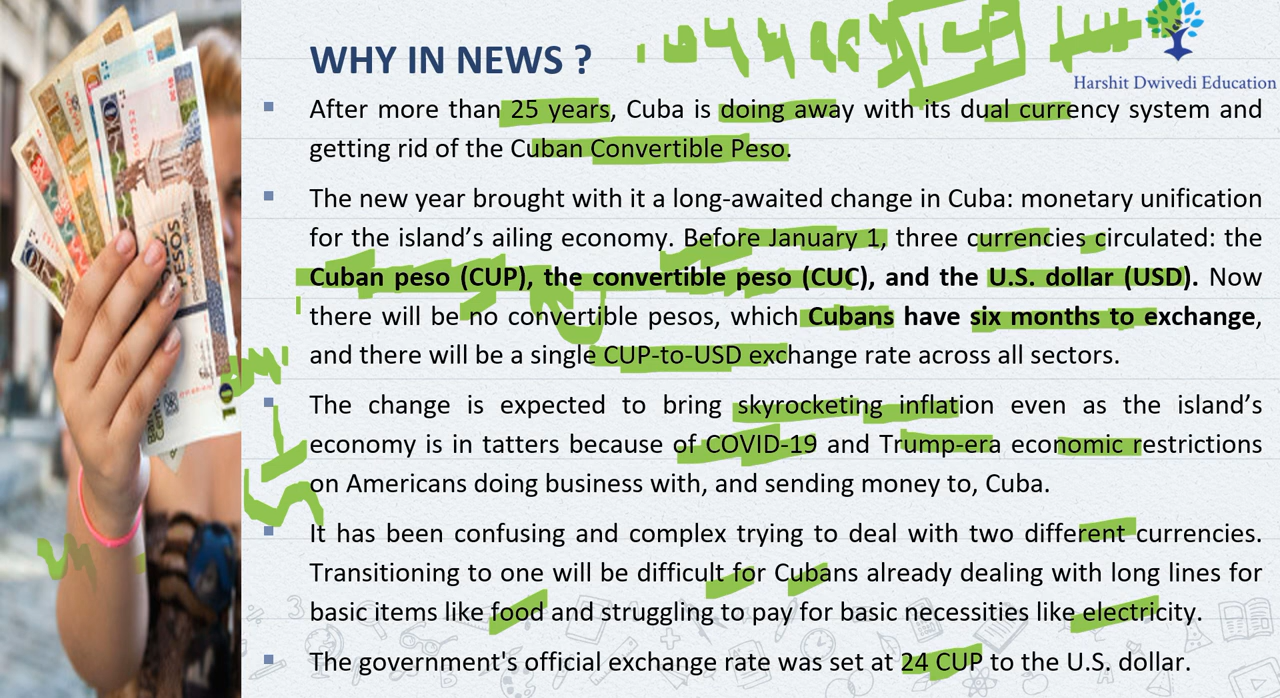 WHY IN NEWS ?
Harshit Dwivedi Education
After more than 25 years, Cuba is doing away with its dual currency system and
getting rid of the Cuban Convertible Peso.
The new year brought with it a long-awaited change in Cuba: monetary unification
for the island’s ailing economy. Before January 1, three currencies circulated: the
Cuban peso (CUP), the convertible peso (CUC), and the U.S. dollar (USD). Now
there will be no convertible pesos, which Cubans have six months to exchange,
and there will be a single CUP-to-USD exchange rate across all sectors.
The change is expected to bring skyrocketing inflation even as the island’s
economy is in tatters because of COVID-19 and Trump-era economic restrictions
on Americans doing business with, and sending money to, Cuba.
It has been confusing and complex trying to deal with two different currencies.
Transitioning to one will be difficult for Cubans already dealing with long lines for
basic items like food and struggling to pay for basic necessities like electricity.
The government's official exchange rate was set at 24 CUP to the U.S. dollar.
PESOS
10